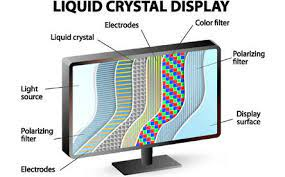 LIQUID CRYSTAL DISPLAY
Electrodes
Color filter
Liquid crystal
Polarizing
filter
Light
source
Display
surface
Polarizing
filter
Electrodes